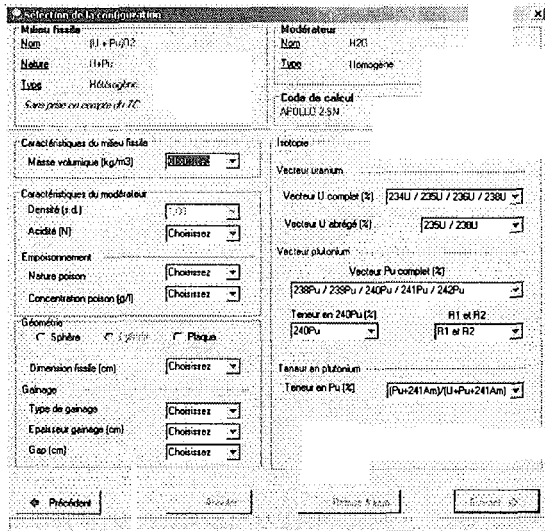 Sélection de la configuration
Milieu fissile
Nom (U + Pu)O2
Nature U+Pu
Type Hétérogène
Sans prise en compte du TC
Modérateur
Nom H2O
Type Homogène
Code de calcul
APOLLO 2-SN
Caractéristiques du milieu fissile
Masse volumique (kg/m3)
Caractéristiques du modérateur
Densité (s.d.)
Acidité (N) Choisissez
Empoisonnement
Nature poison Choisissez
Concentration poison (g/l) Choisissez
Géométrie
Sphère Cylindre Plaque
Dimension fissile (cm) Choisissez
Gainage
Type de gainage Choisissez
Epaisseur gainage (cm) Choisissez
Gap (cm) Choisissez
Isotopie
Vecteur uranium
Vecteur U complet (%) 234U / 235U / 236U / 238U
Vecteur U abrégé (%) 235U / 238U
Vecteur plutonium
Vecteur Pu complet (%)
238Pu / 239Pu / 240Pu / 241Pu / 242Pu
Teneur en 240Pu (%) R1 et R2
240Pu R1 et R2
Teneur en plutonium
Teneur en Pu (%) (Pu+241Am)/(U+Pu+241Am)
Précédent Annuler Suivant